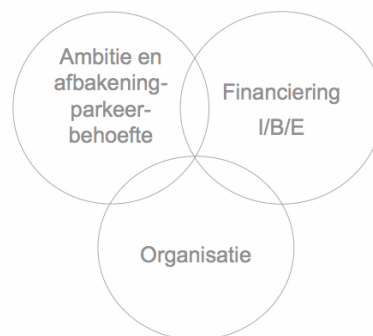 Ambitie en
afbakening-
parkeer-
behoefte
Financiering
I/B/E
Organisatie